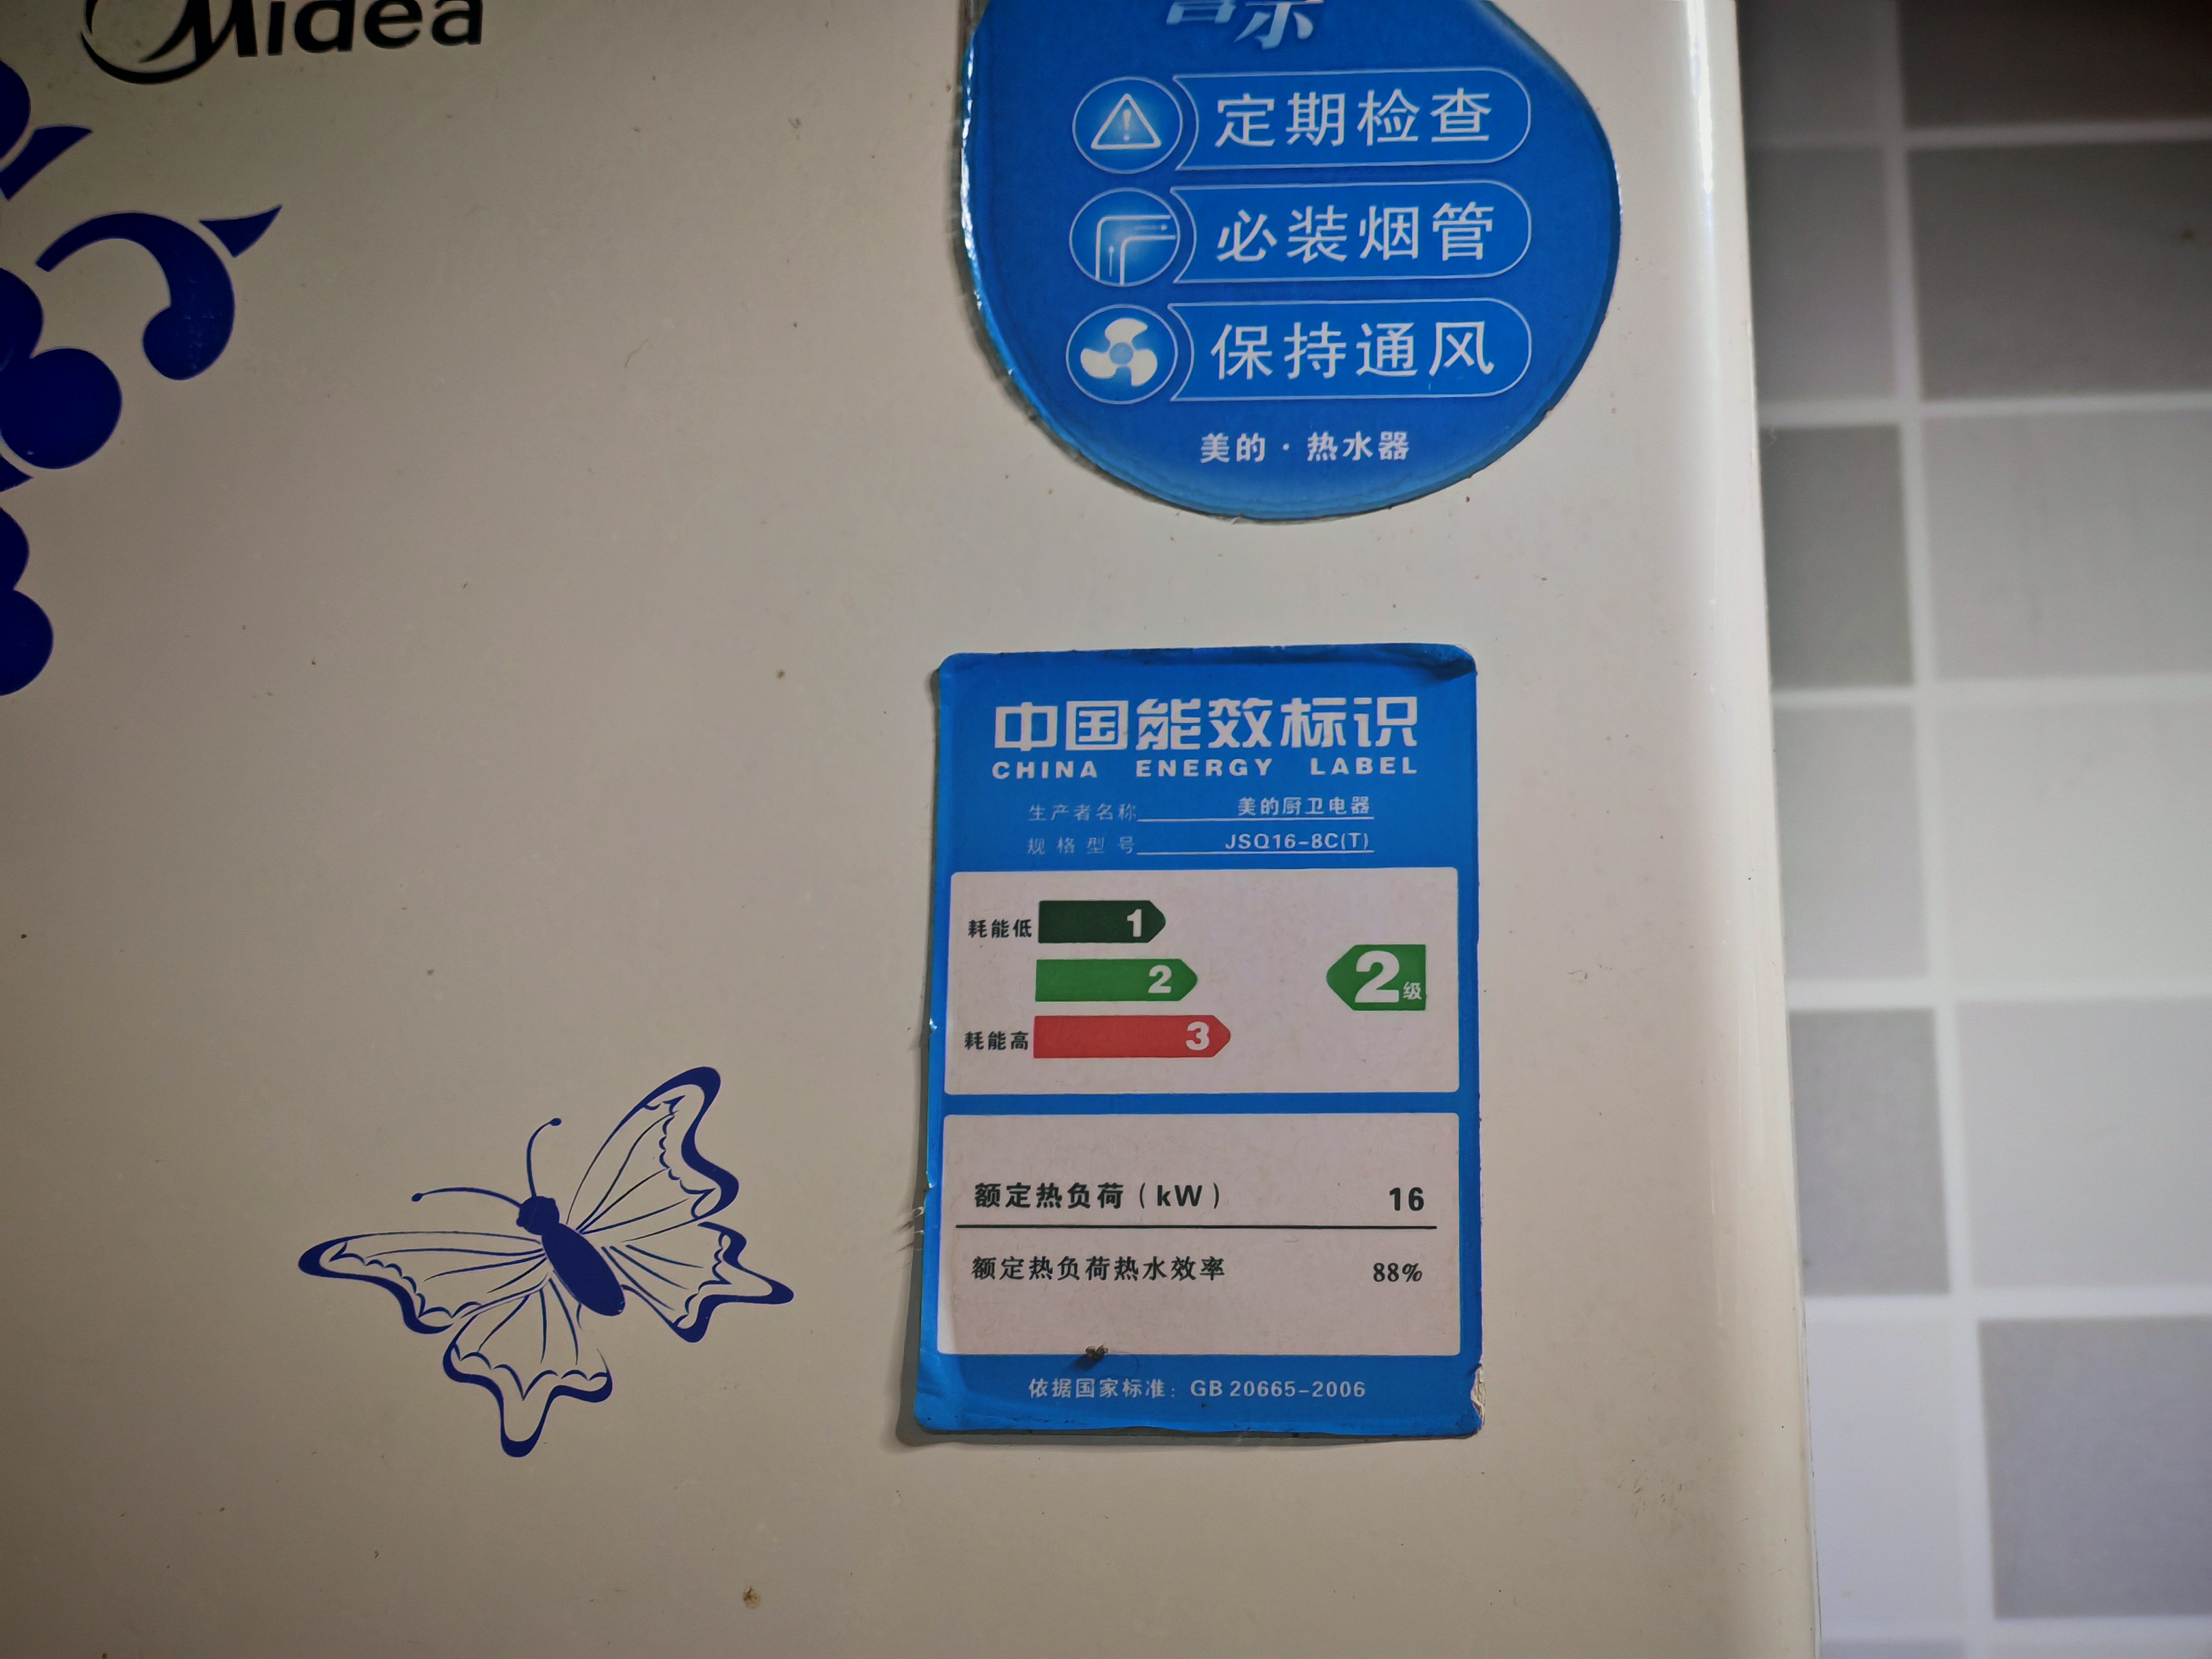 Midea
警示
定期检查
必装烟管
保持通风
美的·热水器
中国能效标识
CHINA ENERGY LABEL
生产者名称 美的厨卫电器
规格型号 JSQ16-8C(T)
耗能低 1
2 2级
耗能高 3
额定热负荷(kW) 16
额定热负荷热水效率 88%
依据国家标准: GB 20665-2006